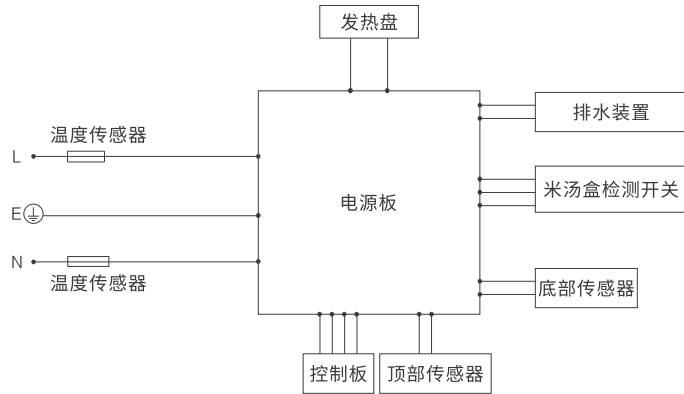 发热盘
排水装置
温度传感器
L
米汤盒检测开关
电源板
E
N
温度传感器
底部传感器
控制板
顶部传感器